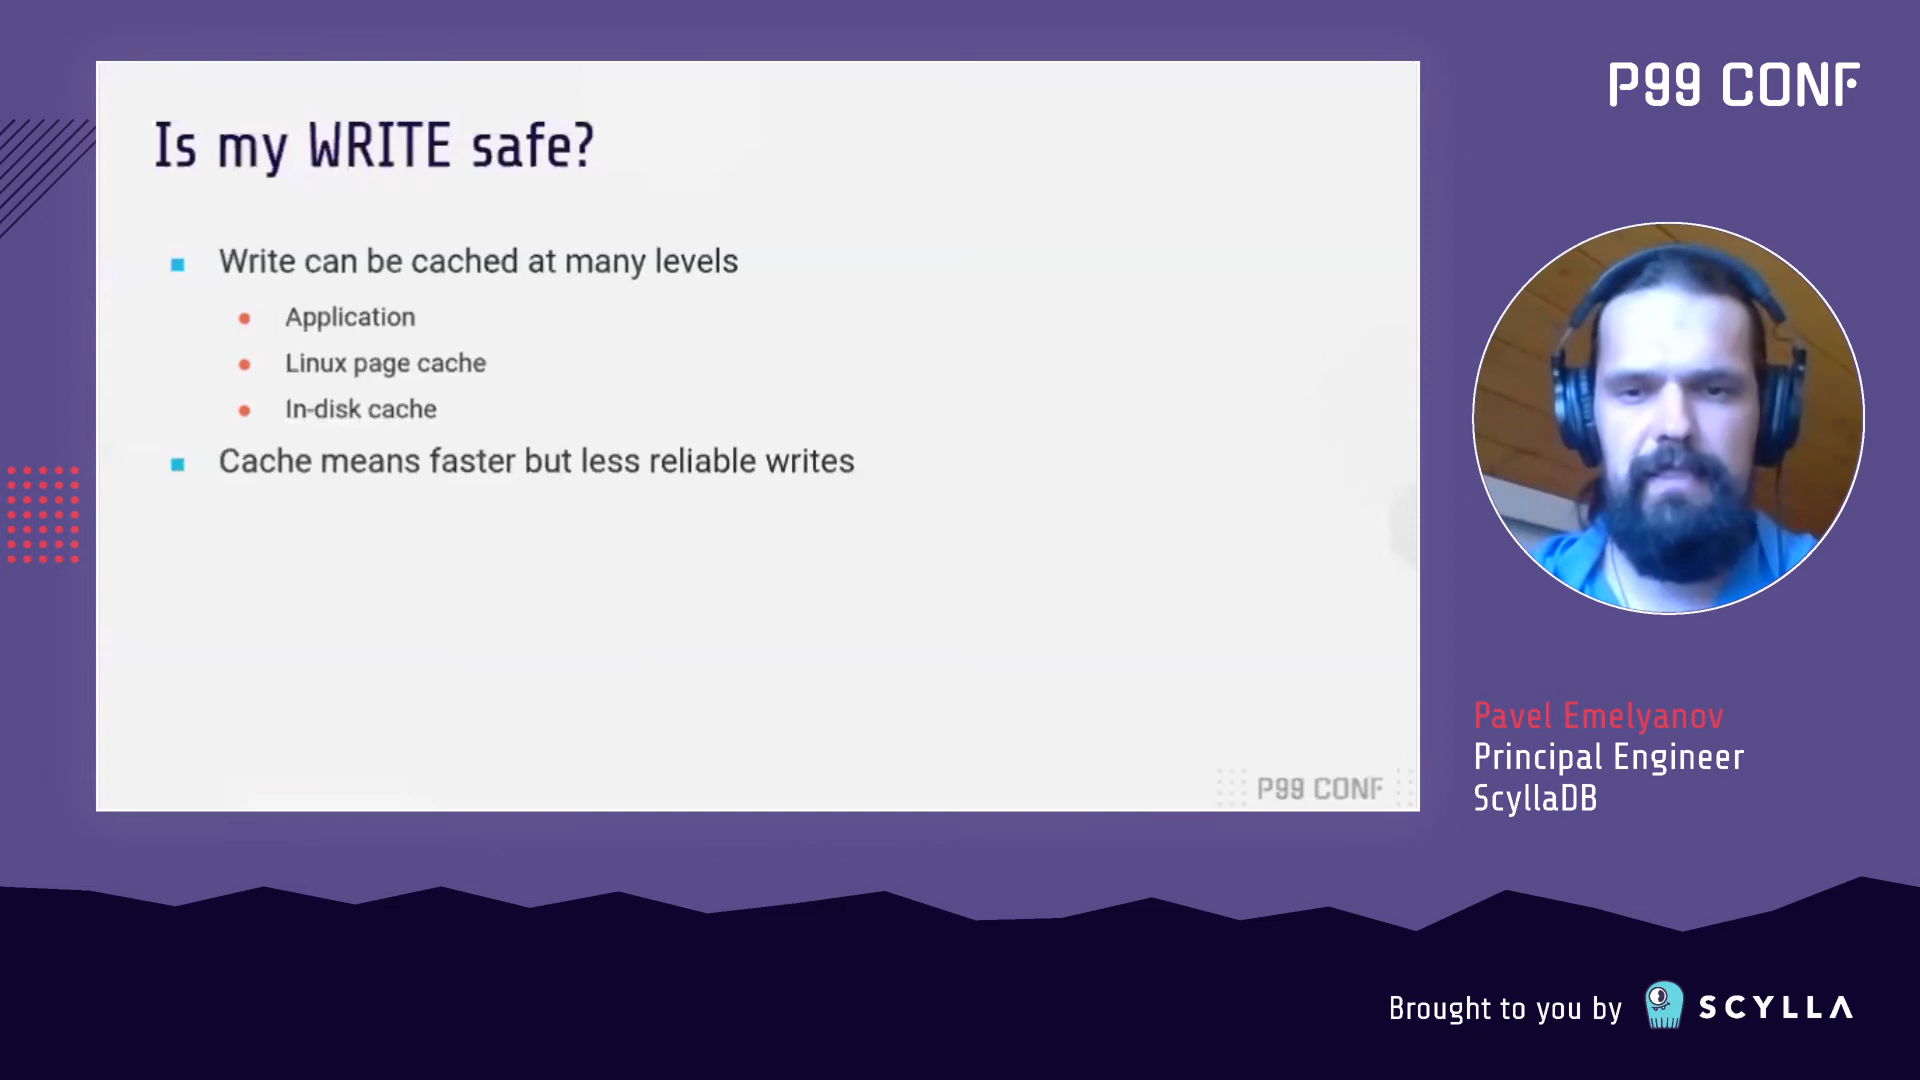 P99 CONF
Is my WRITE safe?
Write can be cached at many levels
Application
Linux page cache
In-disk cache
Cache means faster but less reliable writes
P99 CONF
Pavel Emelyanov
Principal Engineer
ScyllaDB
Brought to you by SCYLLA